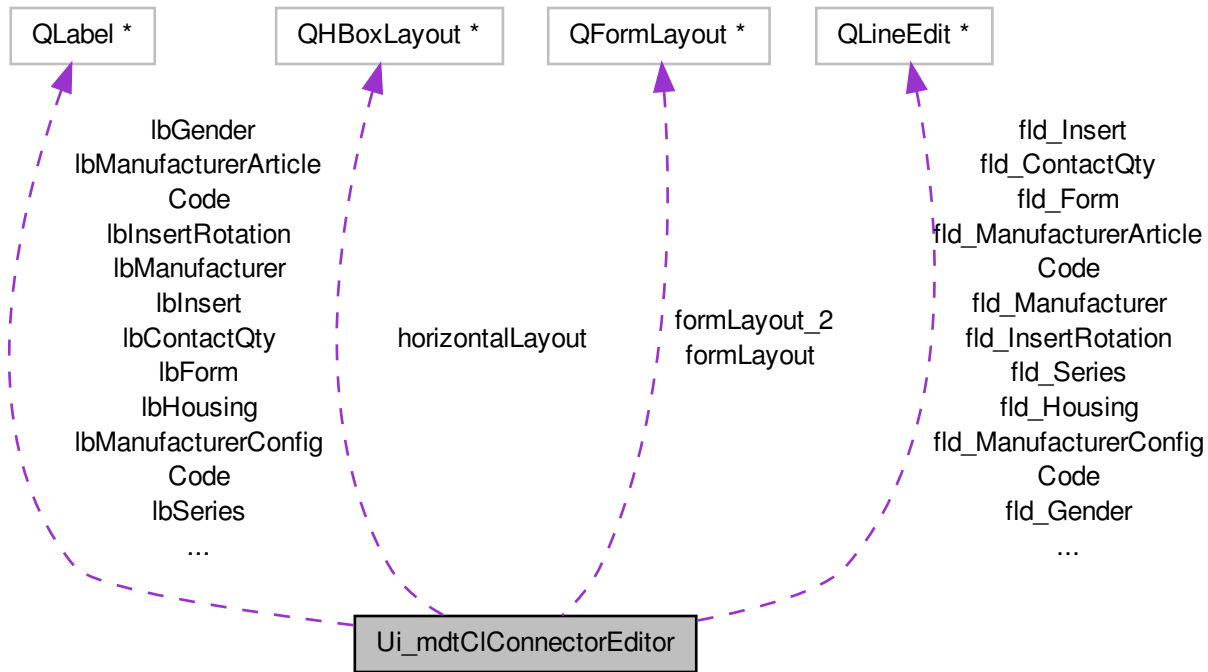 QLabel *
QHBoxLayout *
QFormLayout *
QLineEdit *
lbGender
lbManufacturerArticle
Code
lbInsertRotation
lbManufacturer
lbInsert
lbContactQty
lbForm
lbHousing
lbManufacturerConfig
Code
lbSeries
...
horizontalLayout
formLayout_2
formLayout
fld_Insert
fld_ContactQty
fld_Form
fld_ManufacturerArticle
Code
fld_Manufacturer
fld_InsertRotation
fld_Series
fld_Housing
fld_ManufacturerConfig
Code
fld_Gender
...
Ui_mdtClConnectorEditor